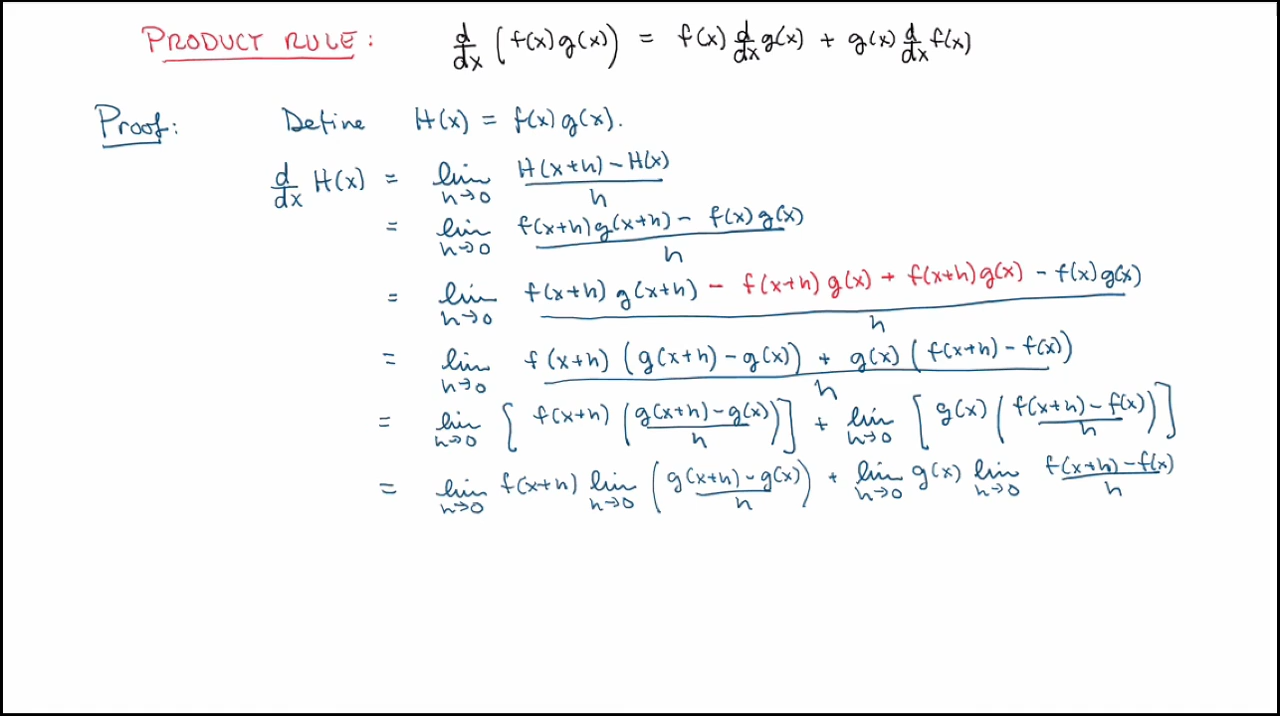 PRODUCT RULE: d/dx (f(x)g(x)) = f(x) d/dx g(x) + g(x) d/dx f(x)
Proof: Define H(x) = f(x)g(x).
d/dx H(x) = lim h→0 (H(x+h) - H(x))/h
= lim h→0 (f(x+h)g(x+h) - f(x)g(x))/h
= lim h→0 (f(x+h)g(x+h) - f(x+h)g(x) + f(x+h)g(x) - f(x)g(x))/h
= lim h→0 (f(x+h)(g(x+h) - g(x)) + g(x)(f(x+h) - f(x)))/h
= lim h→0 [f(x+h)((g(x+h) - g(x))/h)] + lim h→0 [g(x)((f(x+h) - f(x))/h)]
= lim h→0 f(x+h) lim h→0 ((g(x+h) - g(x))/h) + lim h→0 g(x) lim h→0 (f(x+h) - f(x))/h